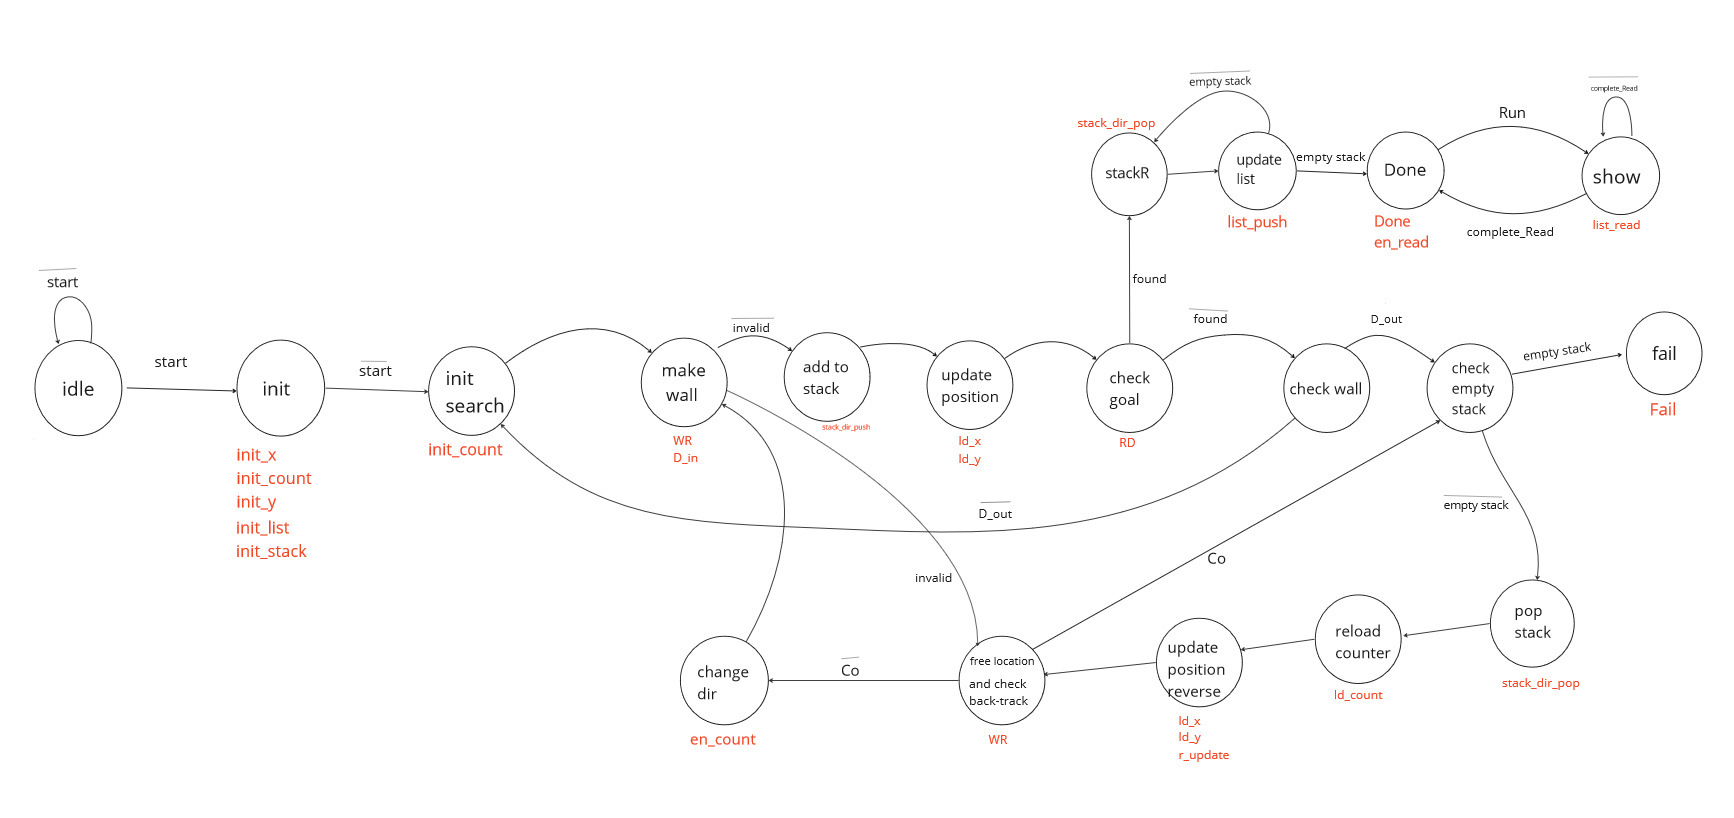 empty stack
complete_Read
Run
stack_dir_pop
stackR
update
list
empty stack
Done
show
list_push
Done
en_read
complete_Read
list_read
start
found
start
idle
init
start
init
search
make
wall
invalid
add to
stack
update
position
check
goal
found
check wall
D_out
check
empty
stack
empty stack
fail
Fail
init_x
init_count
init_y
init_list
init_stack
init_count
WR
D_in
stack_dir_push
ld_x
ld_y
RD
D_out
empty stack
invalid
Co
change
dir
en_count
Co
free location
and check
back-track
WR
update
position
reverse
ld_x
ld_y
r_update
reload
counter
ld_count
pop
stack
stack_dir_pop